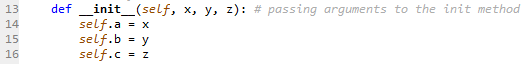 13 def __init__(self, x, y, z): # passing arguments to the init method
14 self.a = x
15 self.b = y
16 self.c = z